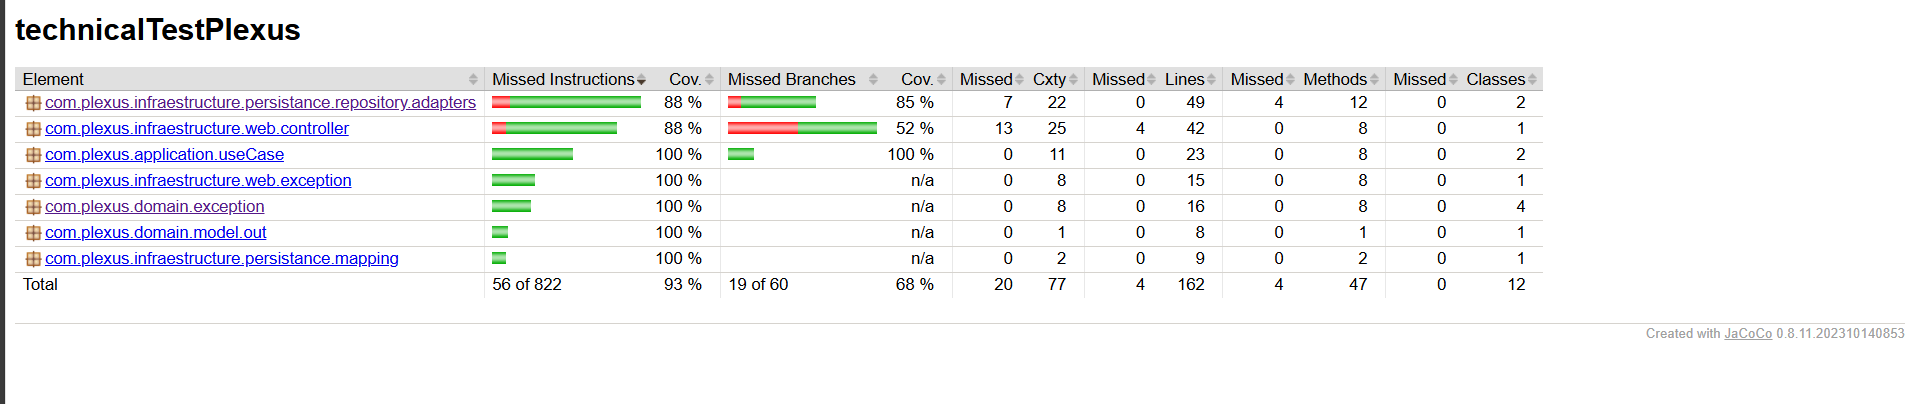 technicalTestPlexus
Element Missed Instructions Cov. Missed Branches Cov. Missed Cxty Missed Lines Missed Methods Missed Classes
com.plexus.infraestructure.persistance.repository.adapters 88 % 85 % 7 22 0 49 4 12 0 2
com.plexus.infraestructure.web.controller 88 % 52 % 13 25 4 42 0 8 0 1
com.plexus.application.useCase 100 % 100 % 0 11 0 23 0 8 0 2
com.plexus.infraestructure.web.exception 100 % n/a 0 8 0 15 0 8 0 1
com.plexus.domain.exception 100 % n/a 0 8 0 16 0 8 0 4
com.plexus.domain.model.out 100 % n/a 0 1 0 8 0 1 0 1
com.plexus.infraestructure.persistance.mapping 100 % n/a 0 2 0 9 0 2 0 1
Total 56 of 822 93 % 19 of 60 68 % 20 77 4 162 4 47 0 12
Created with JaCoCo 0.8.11.202310140853